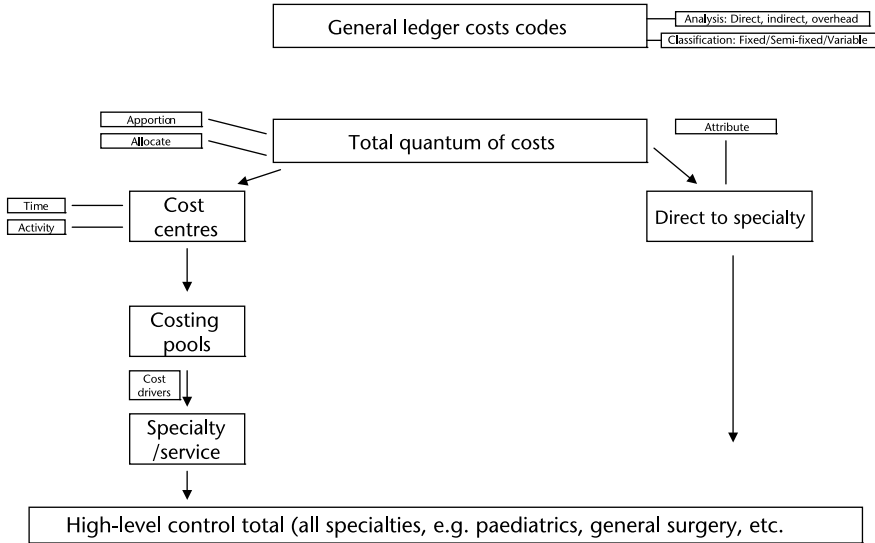 General ledger costs codes
Analysis: Direct, indirect, overhead
Classification: Fixed/Semi-fixed/Variable
Apportion
Allocate
Total quantum of costs
Attribute
Time
Activity
Cost
centres
Direct to specialty
Costing
pools
Cost
drivers
Specialty
/service
High-level control total (all specialties, e.g. paediatrics, general surgery, etc.